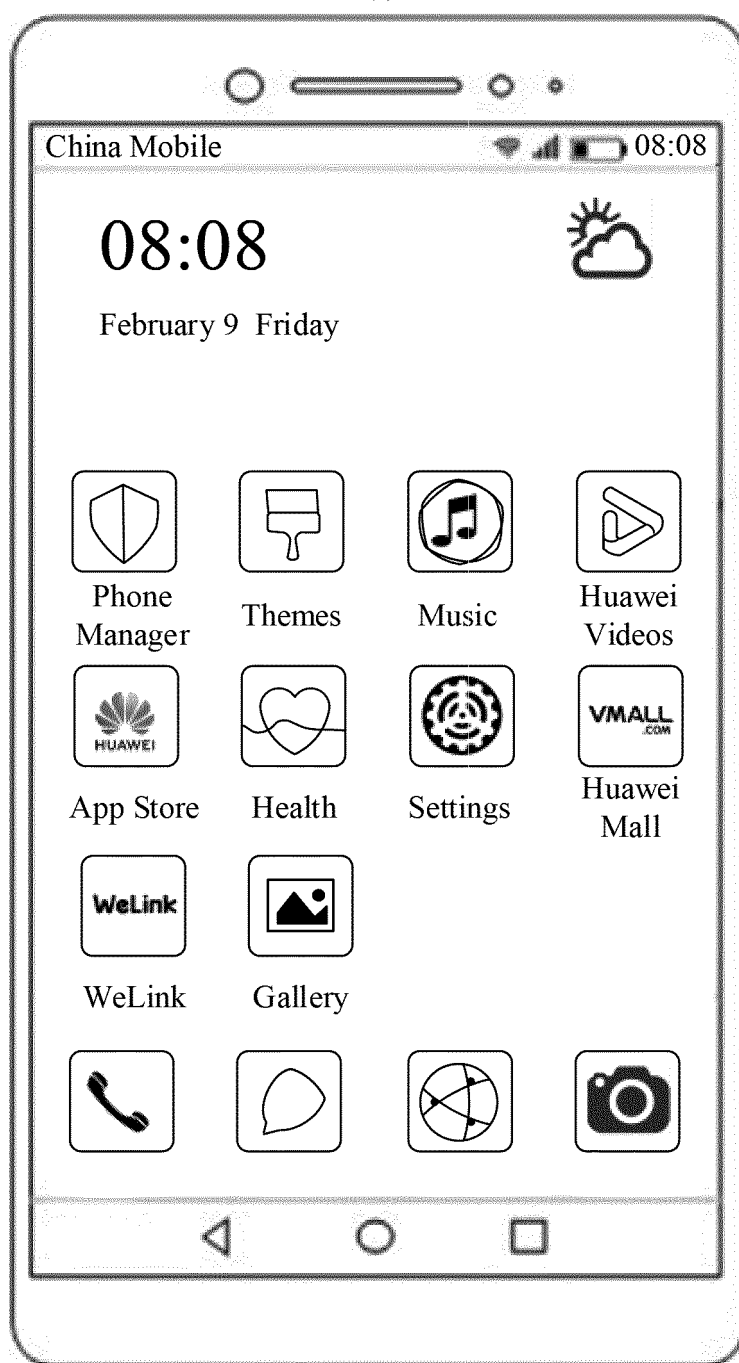 China Mobile 08:08
08:08
February 9 Friday
Phone
Manager
Themes
Music
Huawei
Videos
HUAWEI
VMALL
.COM
App Store
Health
Settings
Huawei
Mall
WeLink
WeLink
Gallery